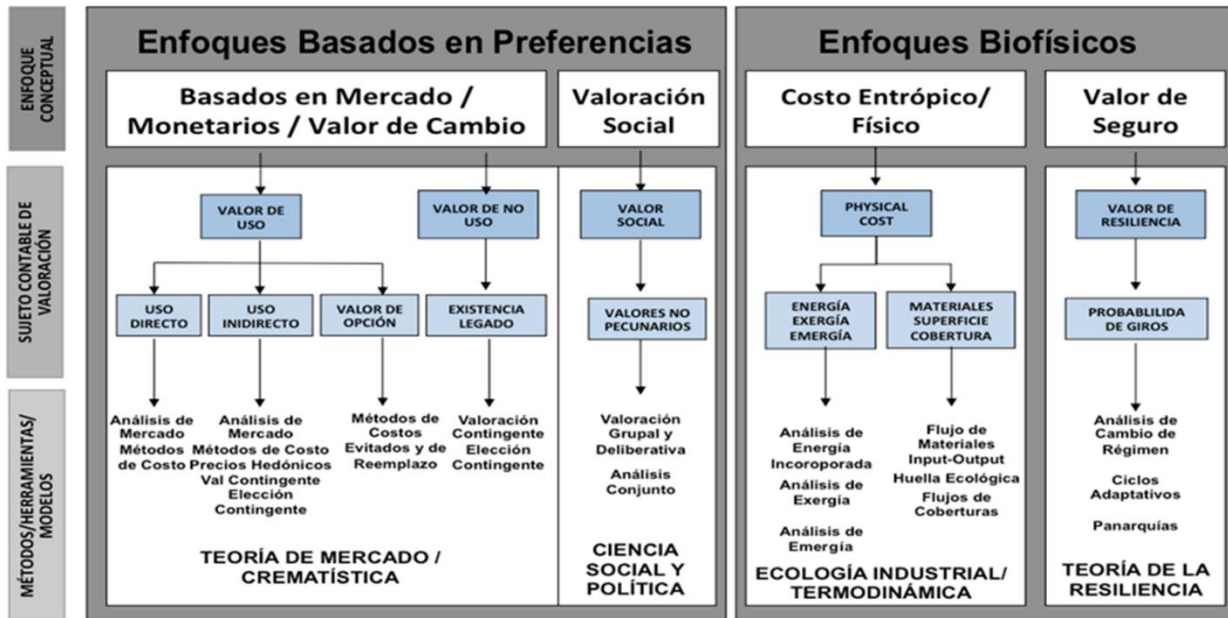 ENFOQUE
CONCEPTUAL
Enfoques Basados en Preferencias
Basados en Mercado /
Monetarios / Valor de Cambio
Valoración
Social
Enfoques Biofísicos
Costo Entrópico/
Físico
Valor de
Seguro
SUJETO CONTABLE DE
VALORACIÓN
VALOR DE
USO
VALOR DE NO
USO
VALOR
SOCIAL
PHYSICAL
COST
VALOR DE
RESILIENCIA
USO
DIRECTO
USO
INIDIRECTO
VALOR DE
OPCIÓN
EXISTENCIA
LEGADO
VALORES NO
PECUNARIOS
ENERGÍA
EXERGÍA
EMERGÍA
MATERIALES
SUPERFICIE
COBERTURA
PROBABLILIDA
DE GIROS
MÉTODOS/HERRAMIENTAS/
MODELOS
Análisis de
Mercado
Métodos
de Costo
Análisis de
Mercado
Métodos de Costo
Precios Hedónicos
Val Contingente
Elección
Contingente
Métodos de
Costos
Evitados y de
Reemplazo
Valoración
Contingente
Elección
Contingente
Valoración
Grupal y
Deliberativa
Análisis
Conjunto
Análisis de
Energía
Incoroporada
Análisis de
Exergía
Análisis de
Emergía
Flujo de
Materiales
Input-Output
Huella Ecológica
Flujos de
Coberturas
Análisis de
Cambio de
Régimen
Ciclos
Adaptativos
Panarquías
TEORÍA DE MERCADO /
CREMATÍSTICA
CIENCIA
SOCIAL Y
POLÍTICA
ECOLOGÍA INDUSTRIAL/
TERMODINÁMICA
TEORÍA DE LA
RESILIENCIA